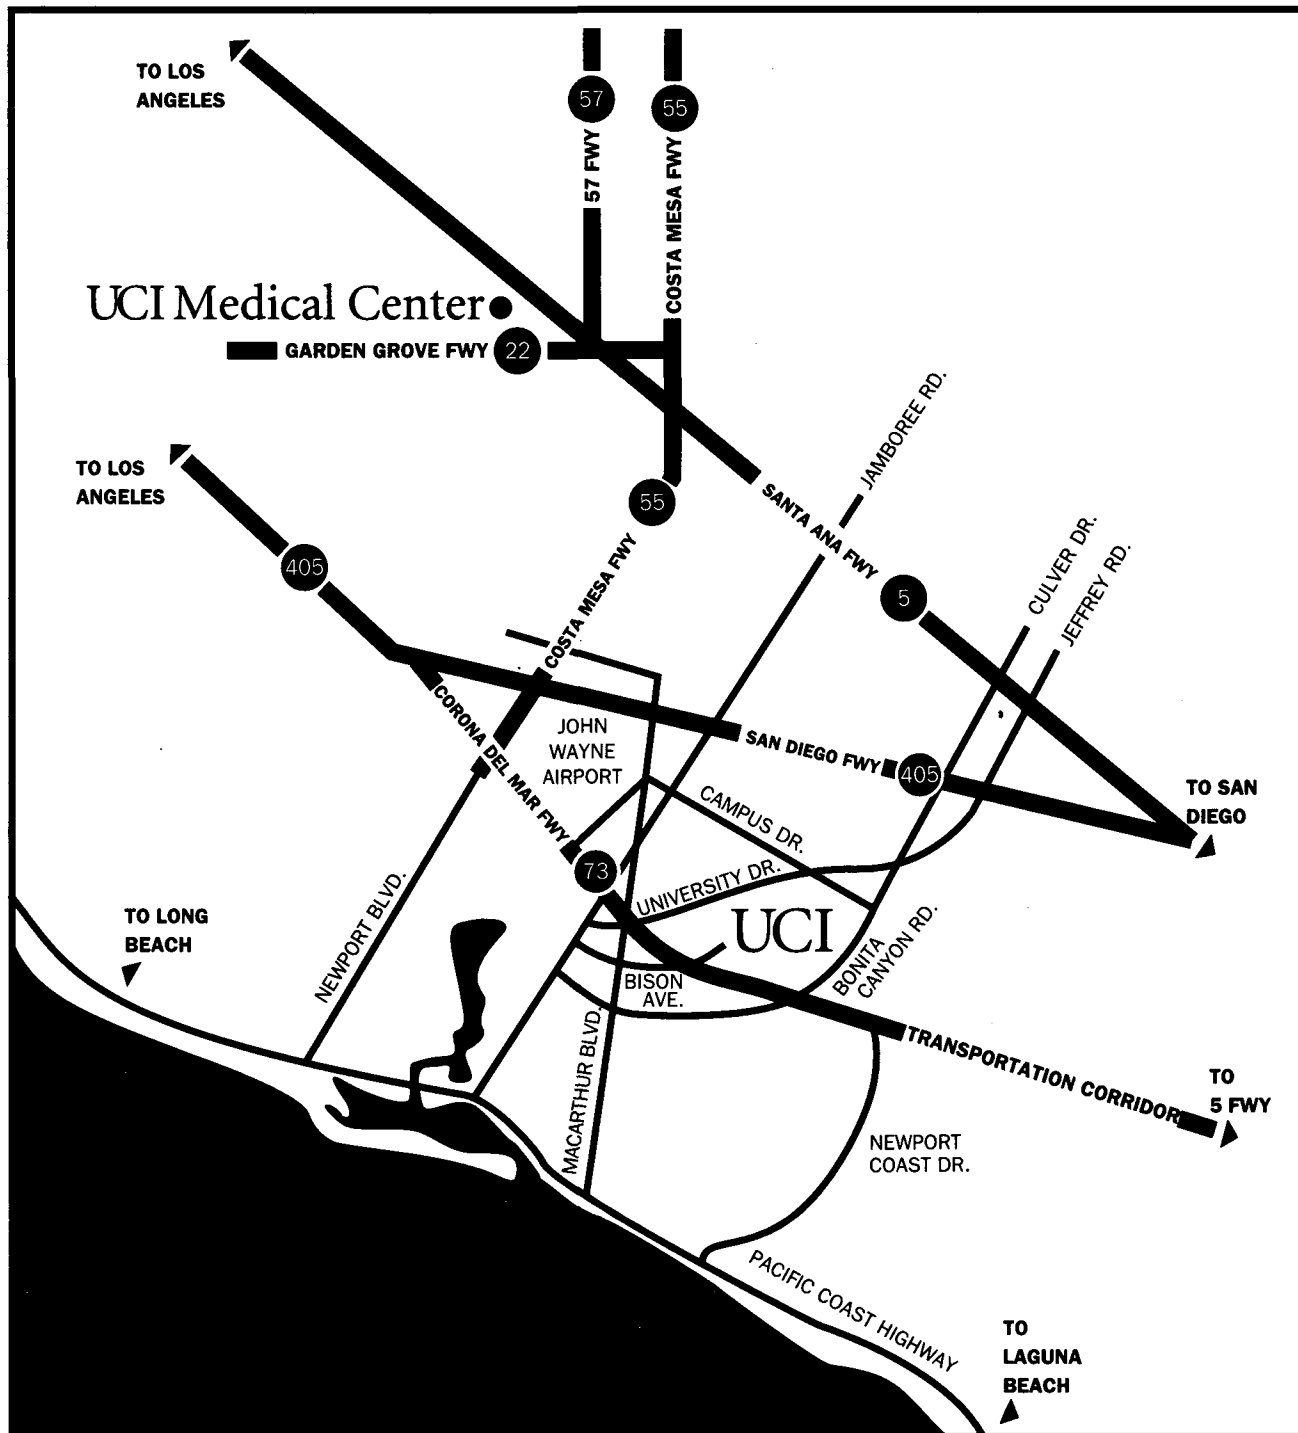 TO LOS
ANGELES
57
55
57 FWY
COSTA MESA FWY
UCI Medical Center
GARDEN GROVE FWY
22
JAMBOREE RD.
TO LOS
ANGELES
55
SANTA ANA FWY
405
COSTA MESA FWY
5
CULVER DR.
JEFFREY RD.
CORONA DEL MAR FWY
JOHN
WAYNE
AIRPORT
SAN DIEGO FWY
405
TO SAN
DIEGO
CAMPUS DR.
73
UNIVERSITY DR.
UCI
NEWPORT BLVD.
TO LONG
BEACH
BONITA
CANYON RD.
BISON
AVE.
MACARTHUR BLVD.
TRANSPORTATION CORRIDOR
TO
5 FWY
NEWPORT
COAST DR.
PACIFIC COAST HIGHWAY
TO
LAGUNA
BEACH